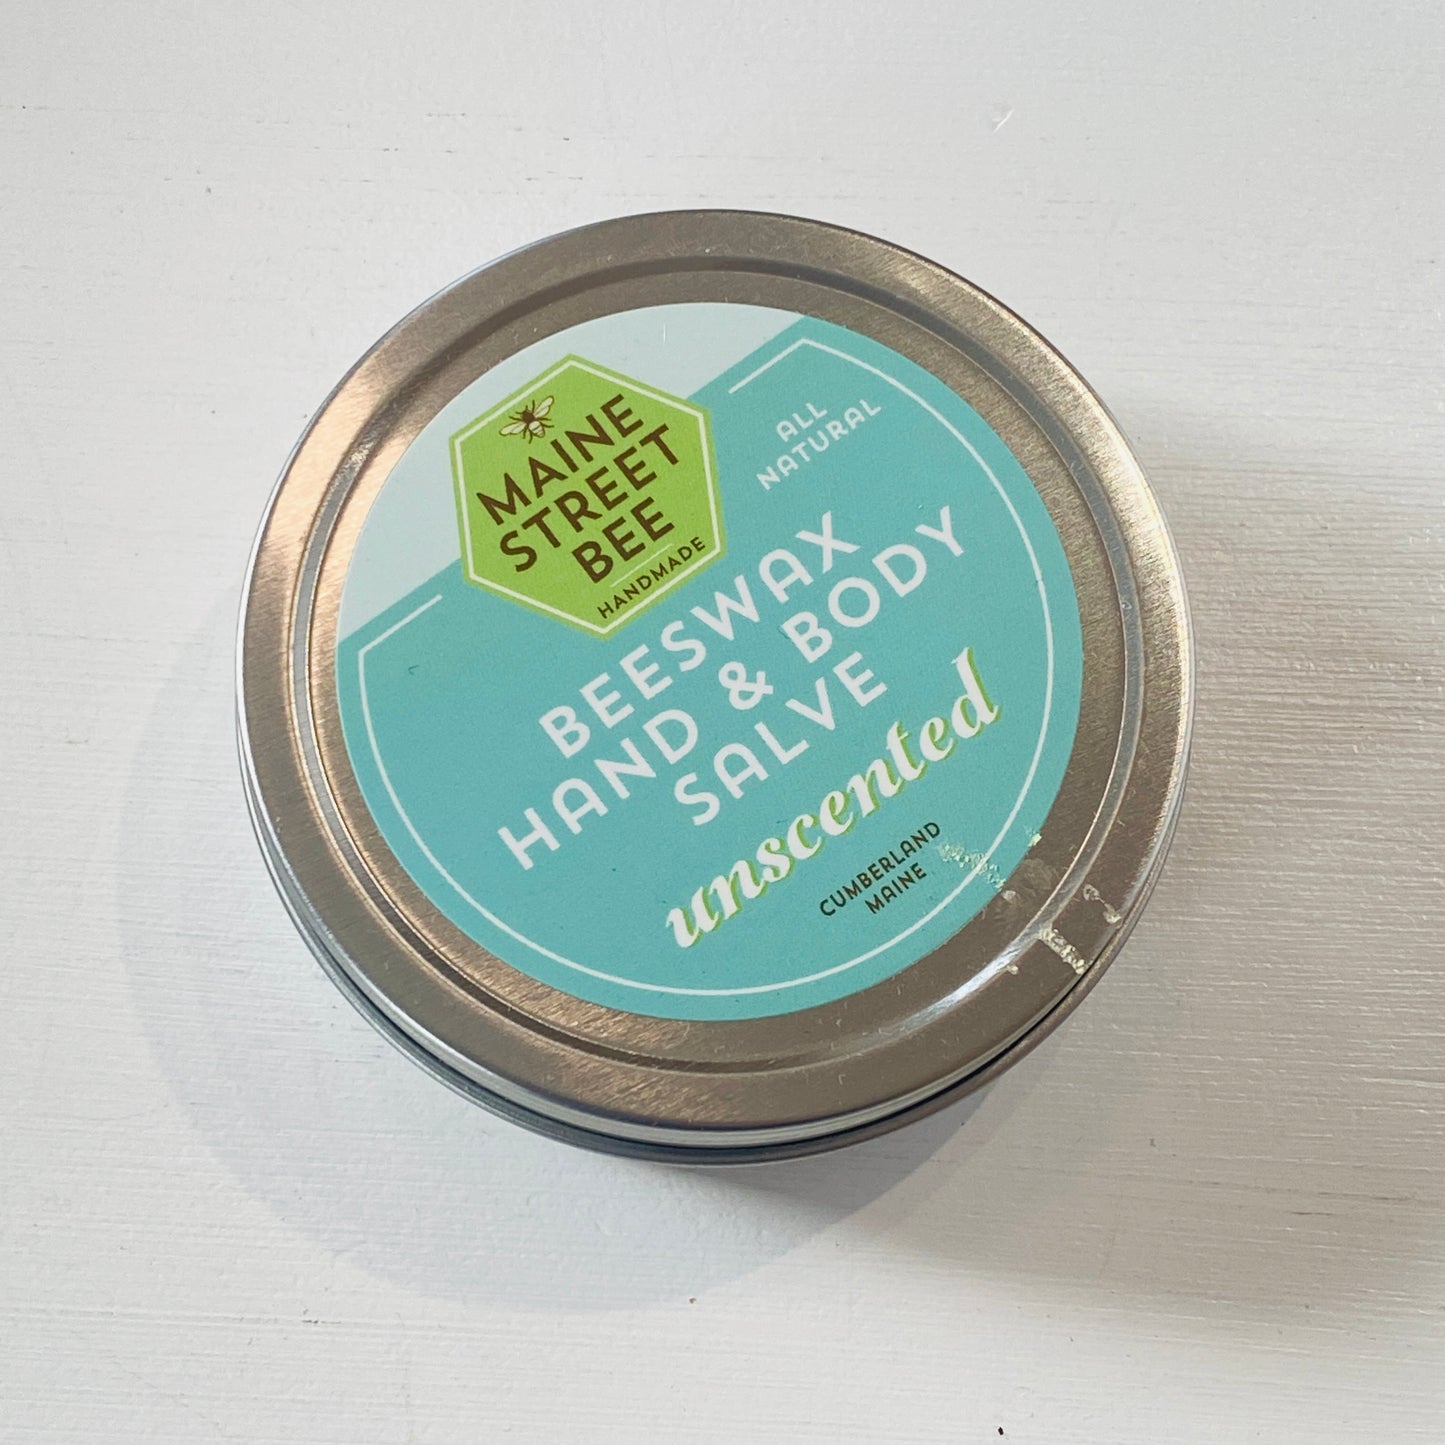 MAINE
STREET
BEE
HANDMADE
ALL
NATURAL
BEESWAX
HAND & BODY
SALVE
unscented
CUMBERLAND
MAINE